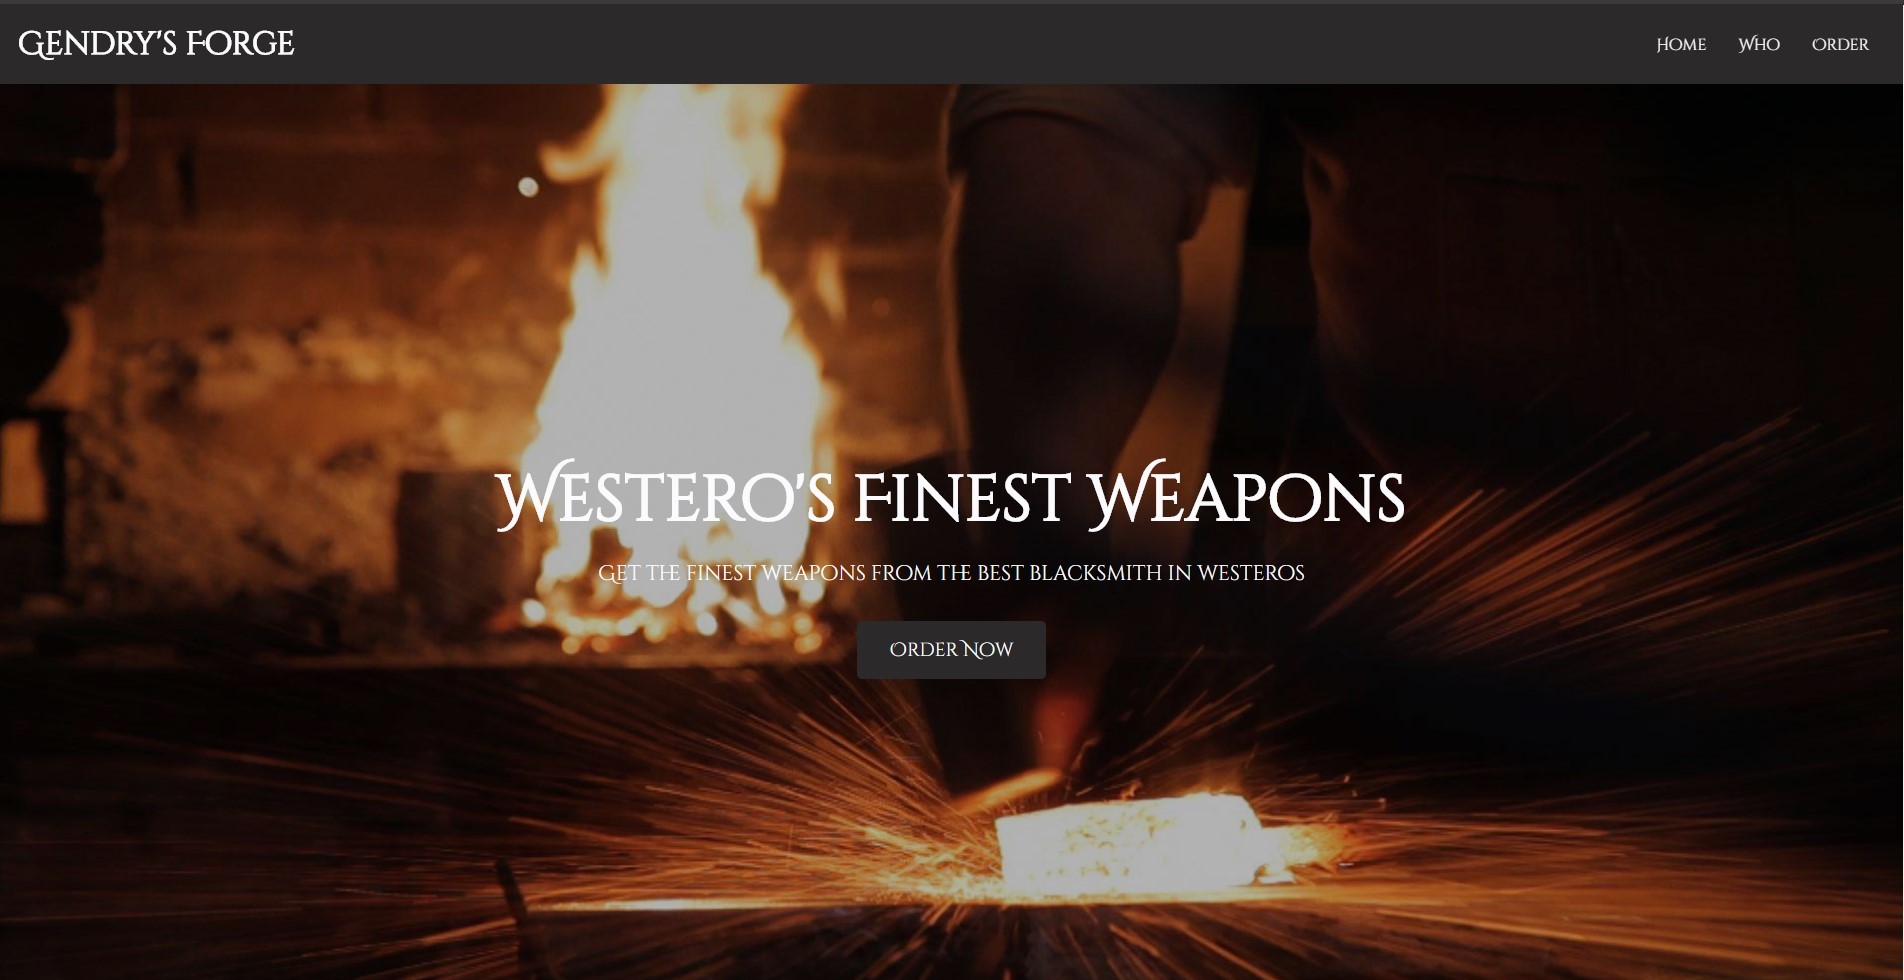 Gendry's Forge
Home Who Order
Westero's Finest Weapons
Get the finest weapons from the best blacksmith in Westeros
Order Now